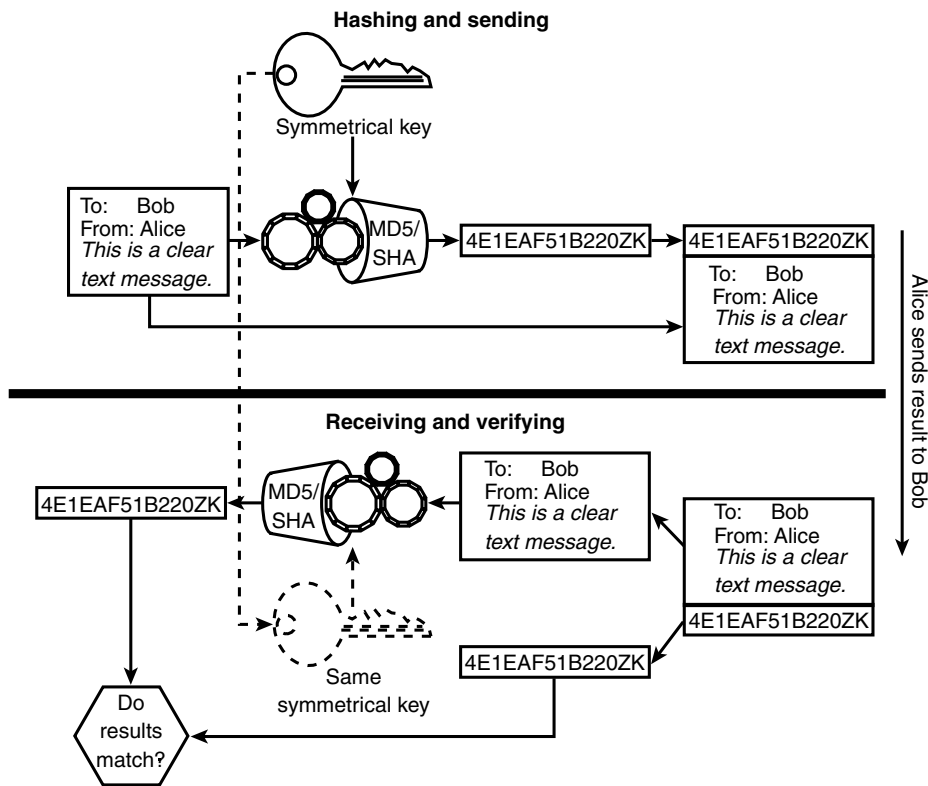 Hashing and sending
Symmetrical key
To: Bob
From: Alice
This is a clear
text message.
MD5/
SHA
4E1EAF51B220ZK
4E1EAF51B220ZK
To: Bob
From: Alice
This is a clear
text message.
Alice sends result to Bob
Receiving and verifying
4E1EAF51B220ZK
MD5/
SHA
To: Bob
From: Alice
This is a clear
text message.
To: Bob
From: Alice
This is a clear
text message.
4E1EAF51B220ZK
4E1EAF51B220ZK
Same
symmetrical key
Do
results
match?